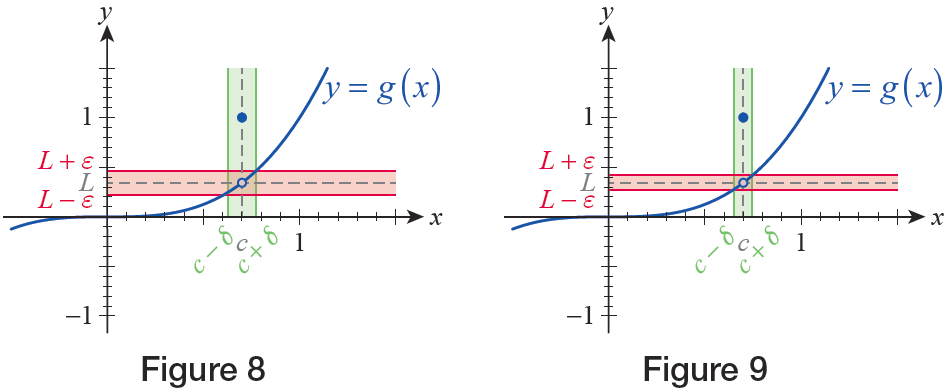 y
y = g(x)
1
L + ε
L
L − ε
x
c − δ
c
c + δ
1
−1
Figure 8
y
y = g(x)
1
L + ε
L
L − ε
x
c − δ
c
c + δ
1
−1
Figure 9